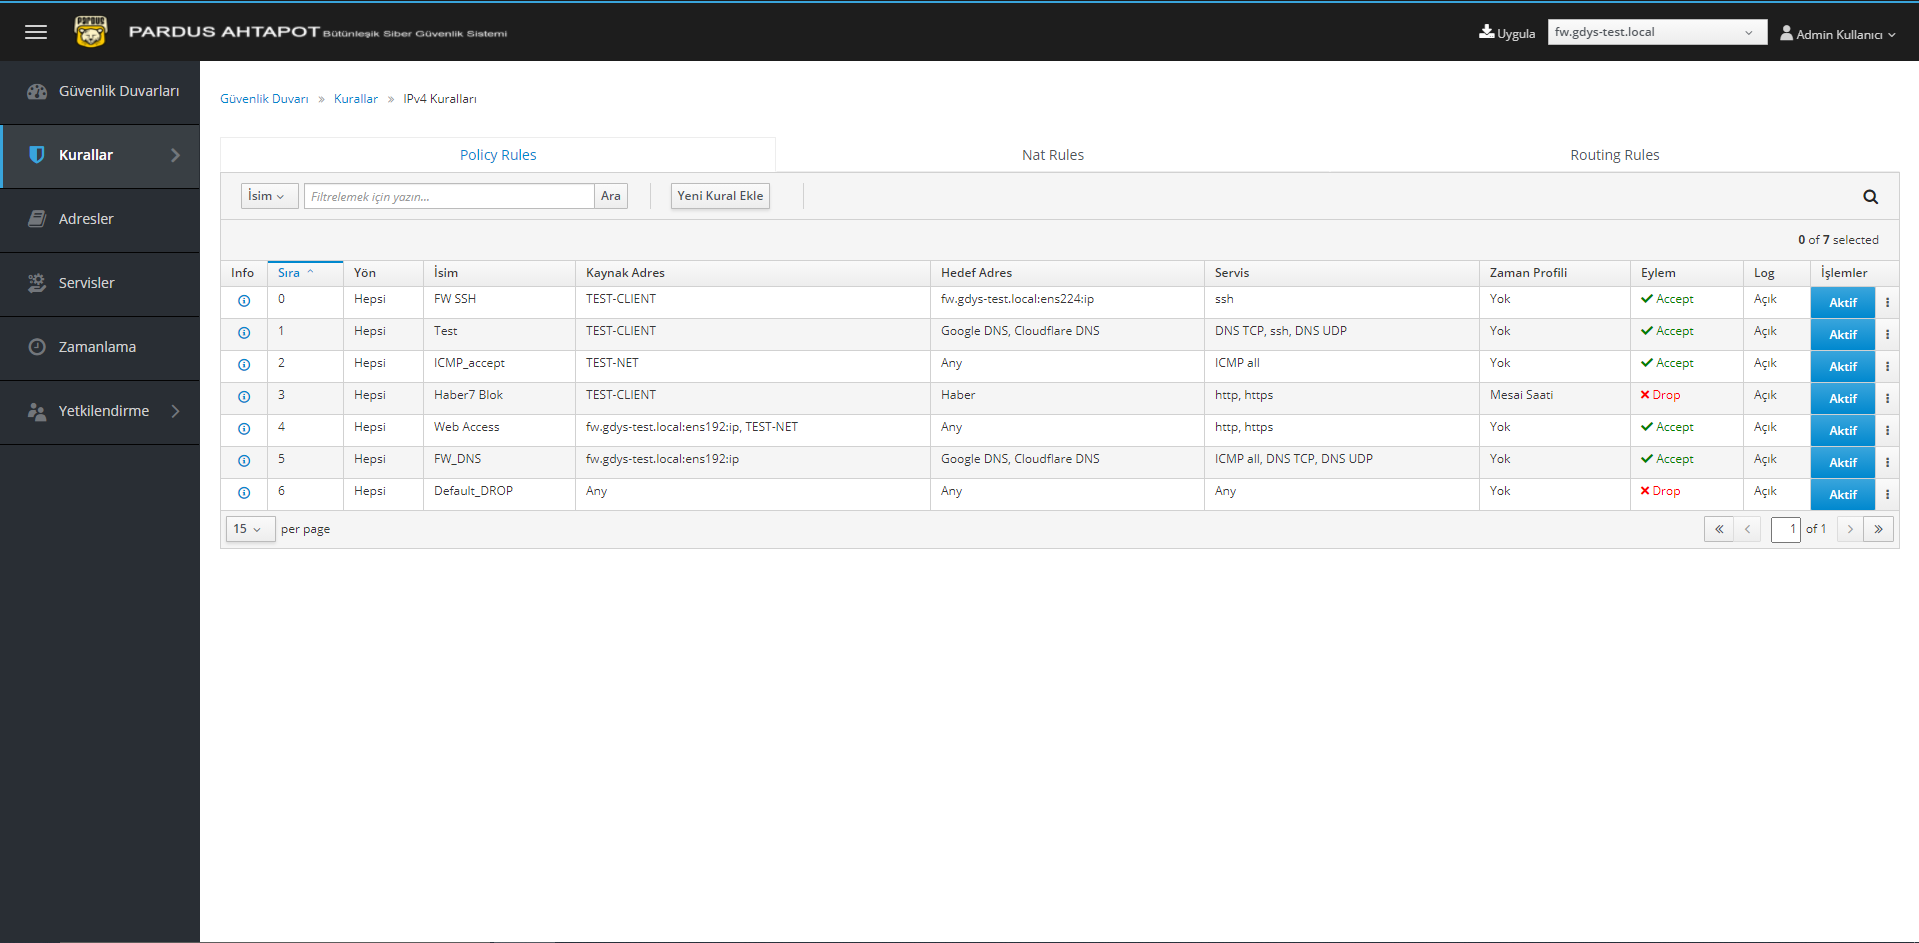 PARDUS
PARDUS AHTAPOT Bütünleşik Siber Güvenlik Sistemi
Uygula
fw.gdys-test.local
Admin Kullanıcı
Güvenlik Duvarları
Kurallar
Adresler
Servisler
Zamanlama
Yetkilendirme
Güvenlik Duvarı » Kurallar » IPv4 Kuralları
Policy Rules Nat Rules Routing Rules
İsim Filtrelemek için yazın... Ara Yeni Kural Ekle
0 of 7 selected
Info Sıra Yön İsim Kaynak Adres Hedef Adres Servis Zaman Profili Eylem Log İşlemler
0 Hepsi FW SSH TEST-CLIENT fw.gdys-test.local:ens224:ip ssh Yok Accept Açık Aktif
1 Hepsi Test TEST-CLIENT Google DNS, Cloudflare DNS DNS TCP, ssh, DNS UDP Yok Accept Açık Aktif
2 Hepsi ICMP_accept TEST-NET Any ICMP all Yok Accept Açık Aktif
3 Hepsi Haber7 Blok TEST-CLIENT Haber http, https Mesai Saati Drop Açık Aktif
4 Hepsi Web Access fw.gdys-test.local:ens192:ip, TEST-NET Any http, https Yok Accept Açık Aktif
5 Hepsi FW_DNS fw.gdys-test.local:ens192:ip Google DNS, Cloudflare DNS ICMP all, DNS TCP, DNS UDP Yok Accept Açık Aktif
6 Hepsi Default_DROP Any Any Any Yok Drop Açık Aktif
15 per page « ‹ 1 of 1 › »